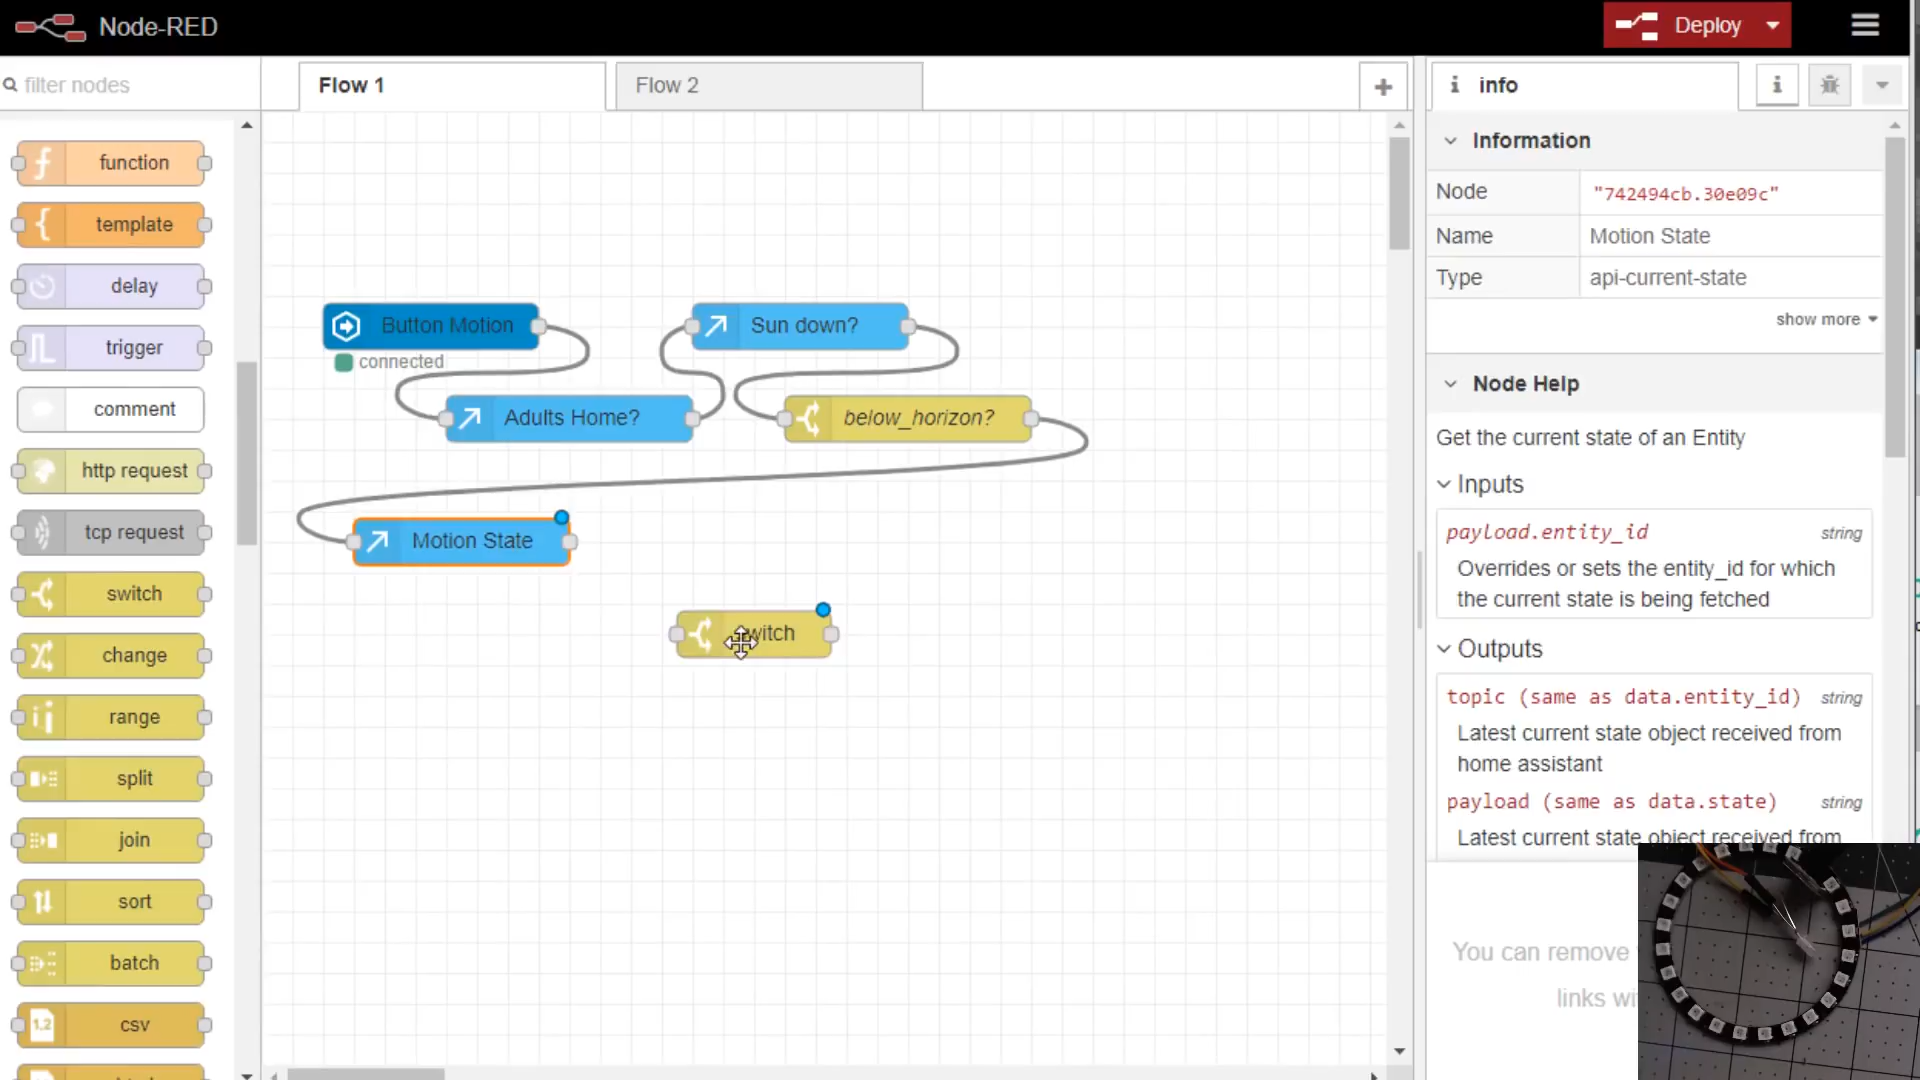 Node-RED
Deploy
filter nodes
Flow 1
Flow 2
info
function
template
delay
trigger
comment
http request
tcp request
switch
change
range
split
join
sort
batch
csv
Button Motion
connected
Adults Home?
Sun down?
below_horizon?
Motion State
witch
Information
Node
"742494cb.30e09c"
Name
Motion State
Type
api-current-state
show more
Node Help
Get the current state of an Entity
Inputs
payload.entity_id string
Overrides or sets the entity_id for which
the current state is being fetched
Outputs
topic (same as data.entity_id) string
Latest current state object received from
home assistant
payload (same as data.state) string
Latest current state object received from
You can remove
links wi